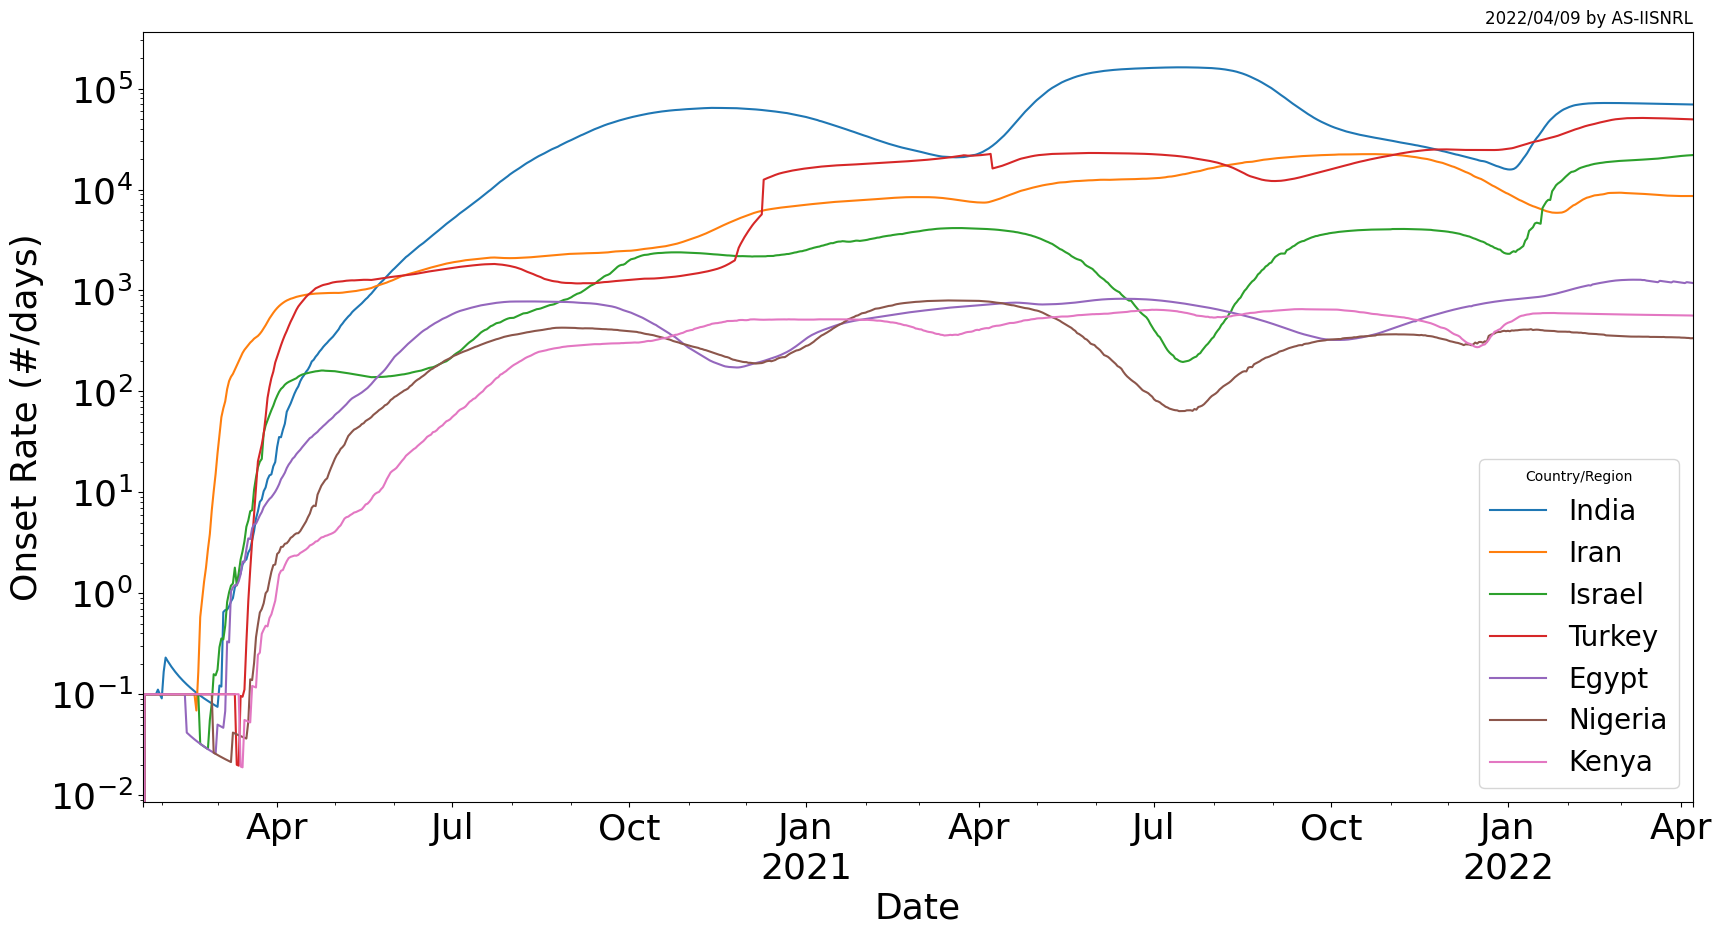 2022/04/09 by AS-IISNRL
Onset Rate (#/days)
10^5
10^4
10^3
10^2
10^1
10^0
10^−1
10^−2
Country/Region
India
Iran
Israel
Turkey
Egypt
Nigeria
Kenya
Apr Jul Oct Jan Apr Jul Oct Jan Apr
2021 2022
Date